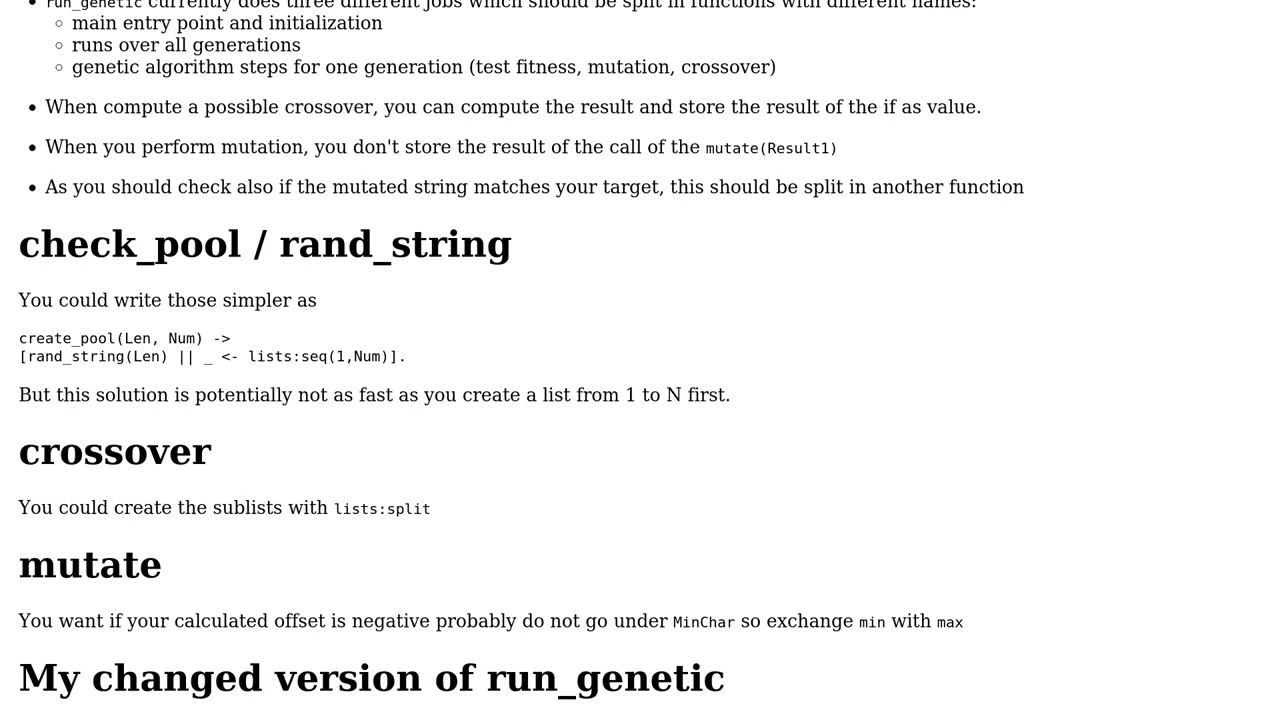 run_genetic currently does three different jobs which should be split in functions with different names:
main entry point and initialization
runs over all generations
genetic algorithm steps for one generation (test fitness, mutation, crossover)
When compute a possible crossover, you can compute the result and store the result of the if as value.
When you perform mutation, you don't store the result of the call of the mutate(Result1)
As you should check also if the mutated string matches your target, this should be split in another function
check_pool / rand_string
You could write those simpler as
create_pool(Len, Num) ->
[rand_string(Len) || _ <- lists:seq(1,Num)].
But this solution is potentially not as fast as you create a list from 1 to N first.
crossover
You could create the sublists with lists:split
mutate
You want if your calculated offset is negative probably do not go under MinChar so exchange min with max
My changed version of run_genetic